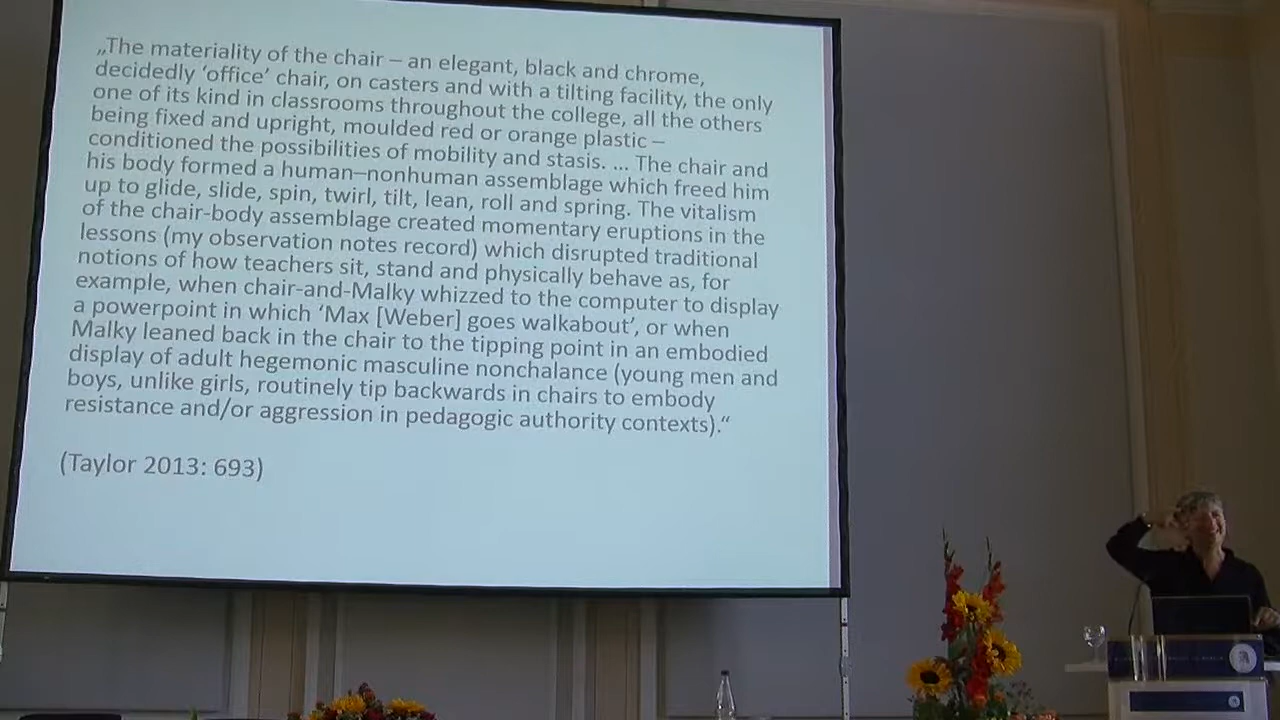 „The materiality of the chair – an elegant, black and chrome,
decidedly ‘office’ chair, on casters and with a tilting facility, the only
one of its kind in classrooms throughout the college, all the others
being fixed and upright, moulded red or orange plastic –
conditioned the possibilities of mobility and stasis. ... The chair and
his body formed a human–nonhuman assemblage which freed him
up to glide, slide, spin, twirl, tilt, lean, roll and spring. The vitalism
of the chair-body assemblage created momentary eruptions in the
lessons (my observation notes record) which disrupted traditional
notions of how teachers sit, stand and physically behave as, for
example, when chair-and-Malky whizzed to the computer to display
a powerpoint in which ‘Max [Weber] goes walkabout’, or when
Malky leaned back in the chair to the tipping point in an embodied
display of adult hegemonic masculine nonchalance (young men and
boys, unlike girls, routinely tip backwards in chairs to embody
resistance and/or aggression in pedagogic authority contexts).“
(Taylor 2013: 693)